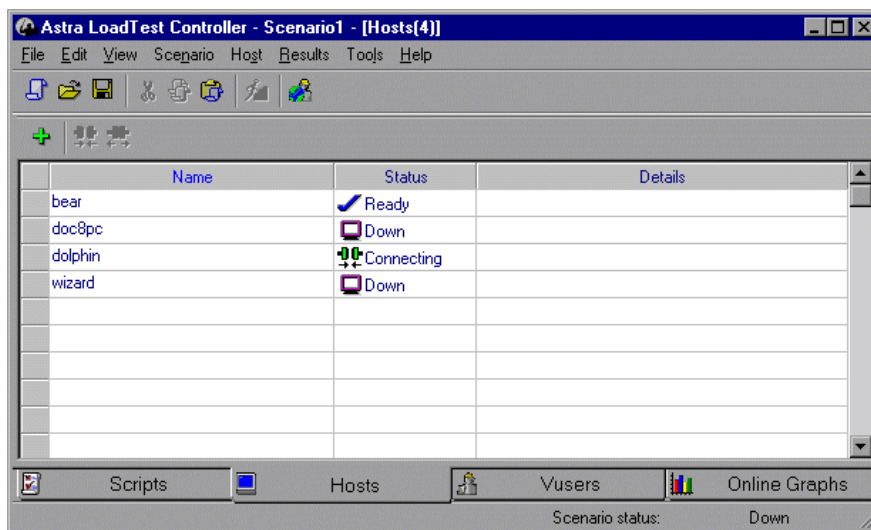 Astra LoadTest Controller - Scenario1 - [Hosts(4)]
File Edit View Scenario Host Results Tools Help
Name Status Details
bear Ready
doc8pc Down
dolphin Connecting
wizard Down
Scripts Hosts Vusers Online Graphs
Scenario status: Down